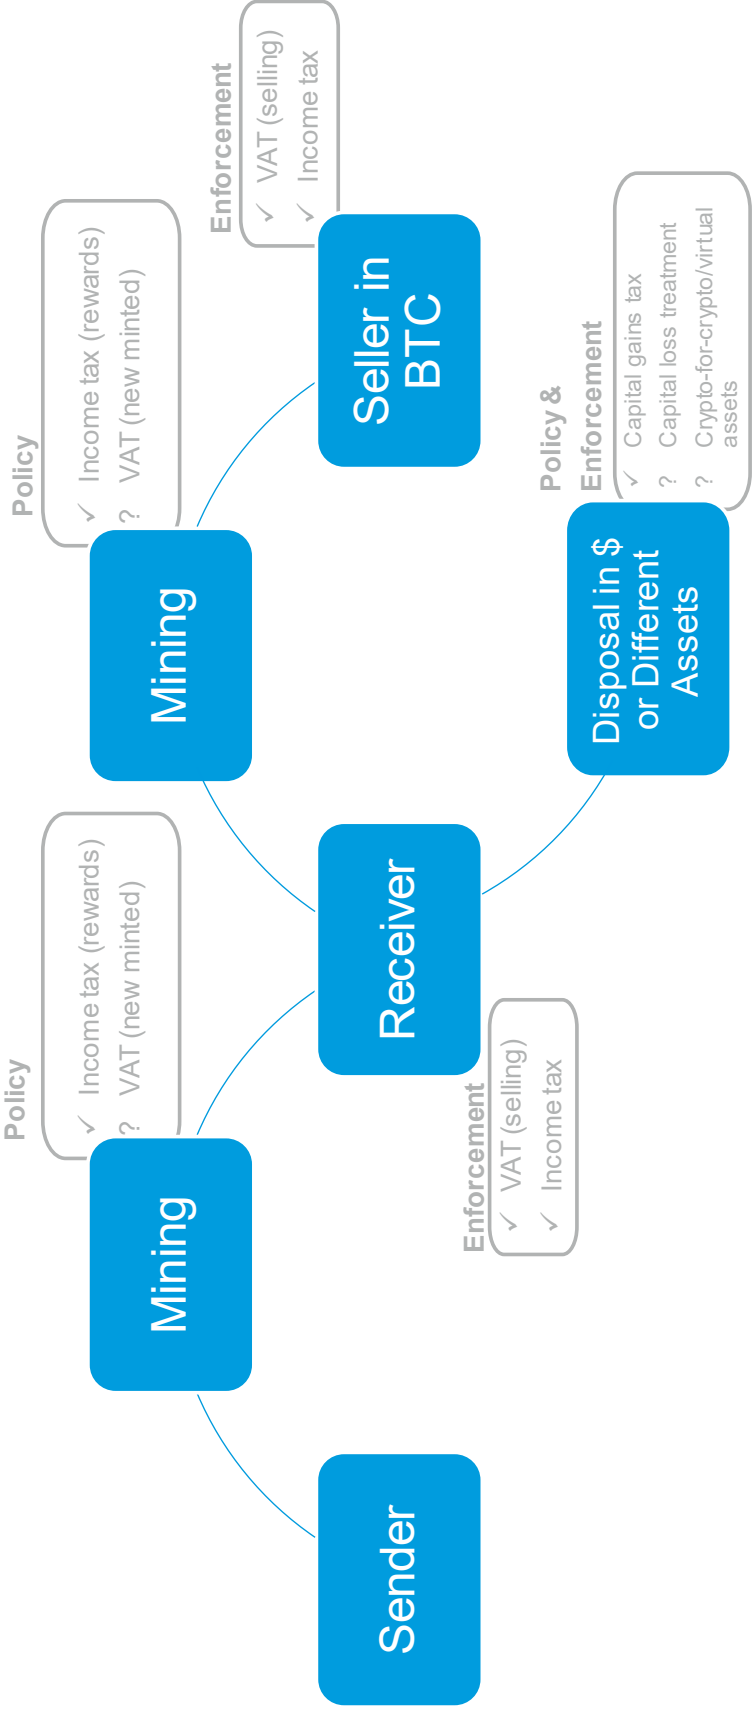 Policy
✓ Income tax (rewards)
? VAT (new minted)
Policy
✓ Income tax (rewards)
? VAT (new minted)
Mining
Mining
Enforcement
✓ VAT (selling)
✓ Income tax
Sender
Receiver
Seller in
BTC
Enforcement
✓ VAT (selling)
✓ Income tax
Policy &
Enforcement
Disposal in $
or Different
Assets
✓ Capital gains tax
? Capital loss treatment
? Crypto-for-crypto/virtual
assets